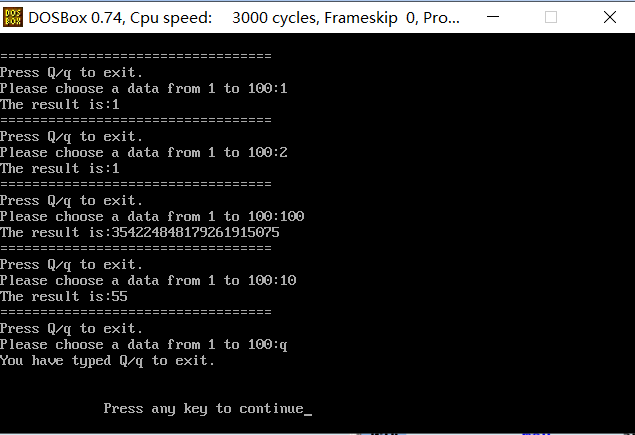 DOSBox 0.74, Cpu speed: 3000 cycles, Frameskip 0, Pro...
===================================
Press Q/q to exit.
Please choose a data from 1 to 100:1
The result is:1
===================================
Press Q/q to exit.
Please choose a data from 1 to 100:2
The result is:1
===================================
Press Q/q to exit.
Please choose a data from 1 to 100:100
The result is:354224848179261915075
===================================
Press Q/q to exit.
Please choose a data from 1 to 100:10
The result is:55
===================================
Press Q/q to exit.
Please choose a data from 1 to 100:q
You have typed Q/q to exit.
Press any key to continue_